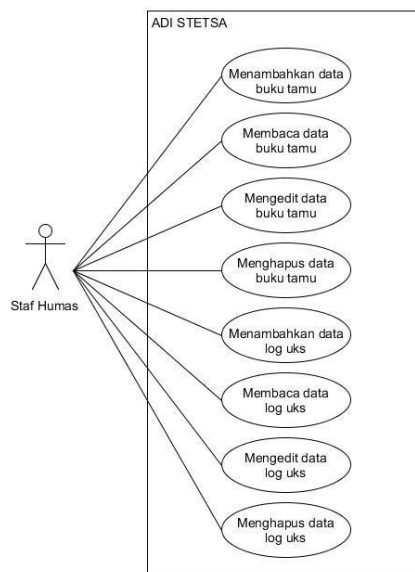 ADI STETSA
Menambahkan data
buku tamu
Membaca data
buku tamu
Mengedit data
buku tamu
Menghapus data
buku tamu
Staf Humas
Menambahkan data
log uks
Membaca data
log uks
Mengedit data
log uks
Menghapus data
log uks